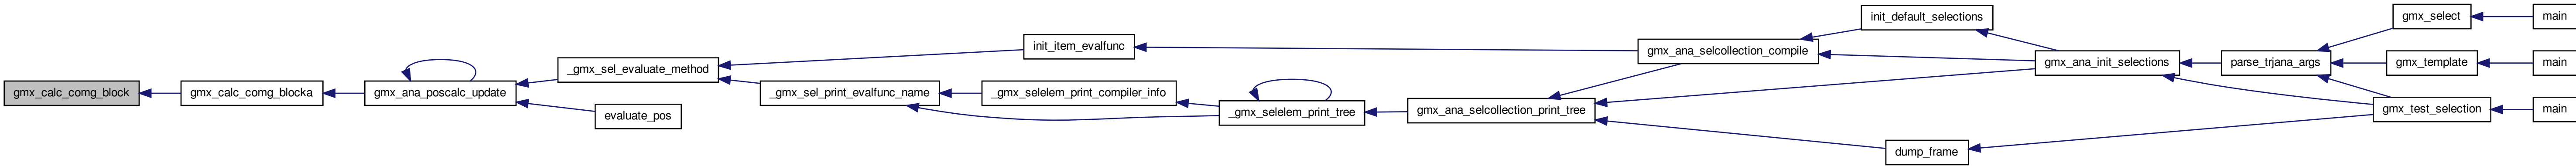 gmx_calc_comg_block
gmx_calc_comg_blocka
gmx_ana_poscalc_update
_gmx_sel_evaluate_method
evaluate_pos
init_item_evalfunc
_gmx_sel_print_evalfunc_name
_gmx_selelem_print_compiler_info
_gmx_selelem_print_tree
gmx_ana_selcollection_compile
gmx_ana_selcollection_print_tree
init_default_selections
dump_frame
gmx_ana_init_selections
parse_trjana_args
gmx_select
gmx_template
gmx_test_selection
main
main
main